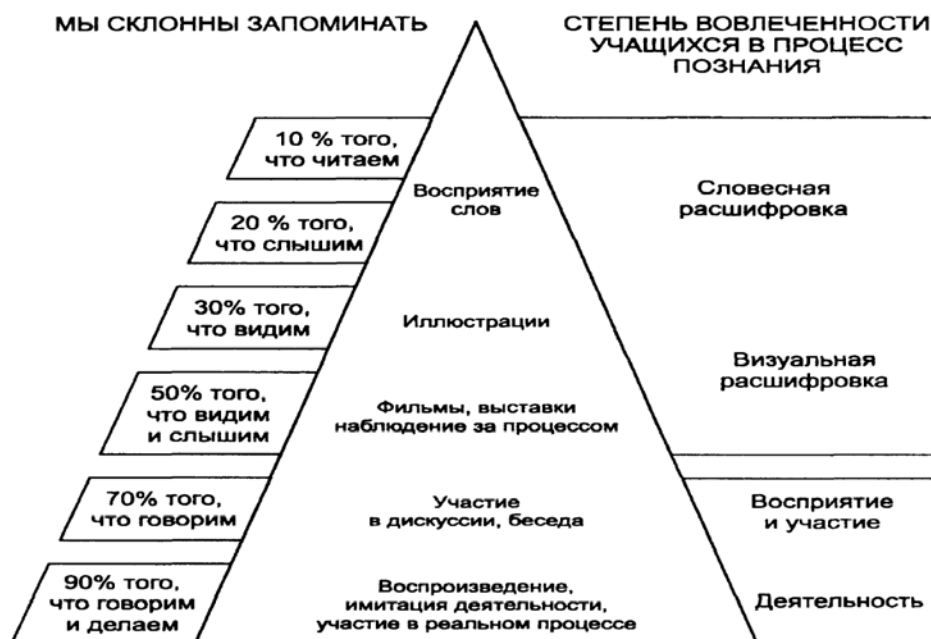 МЫ СКЛОННЫ ЗАПОМИНАТЬ
СТЕПЕНЬ ВОВЛЕЧЕННОСТИ
УЧАЩИХСЯ В ПРОЦЕСС
ПОЗНАНИЯ
10 % того,
что читаем
Восприятие
слов
Словесная
расшифровка
20 % того,
что слышим
30% того,
что видим
Иллюстрации
Визуальная
расшифровка
50% того,
что видим
и слышим
Фильмы, выставки
наблюдение за процессом
70% того,
что говорим
Участие
в дискуссии, беседа
Восприятие
и участие
90% того,
что говорим
и делаем
Воспроизведение,
имитация деятельности,
участие в реальном процессе
Деятельность